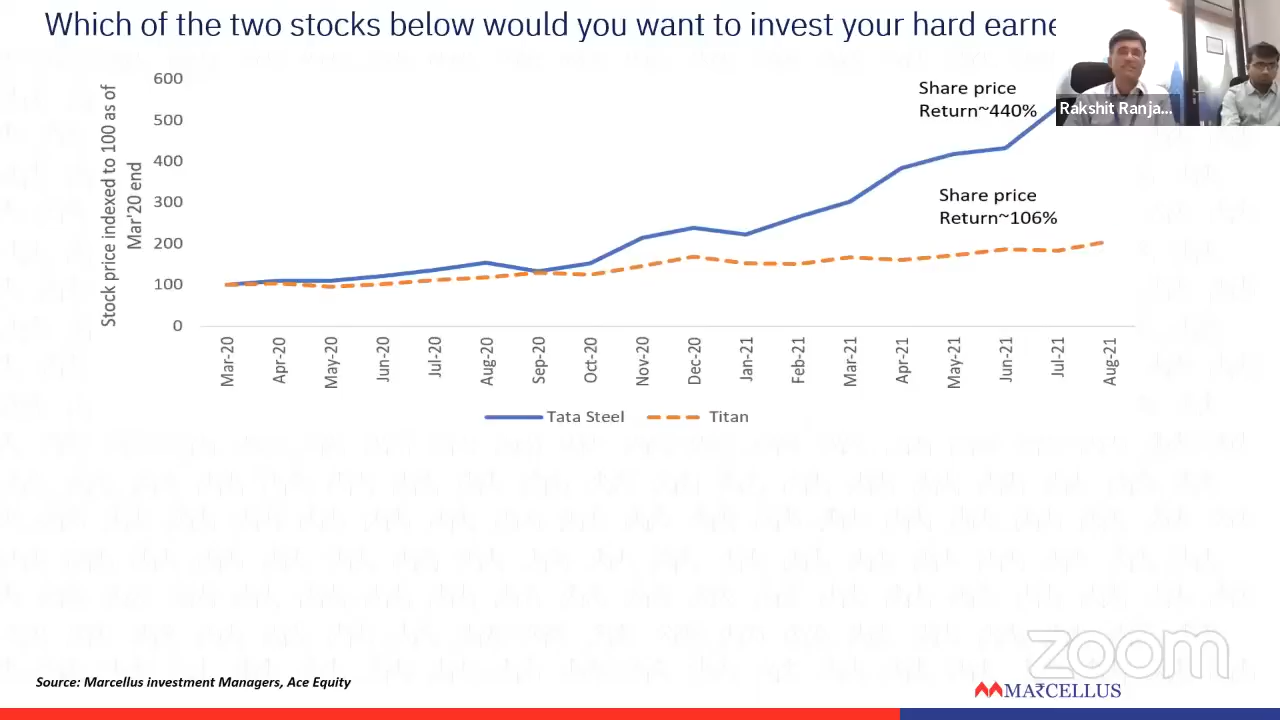 Which of the two stocks below would you want to invest your hard earne
Stock price indexed to 100 as of
Mar'20 end
600
500
400
300
200
100
0
Share price
Return~440%
Share price
Return~106%
Rakshit Ranja...
Mar-20
Apr-20
May-20
Jun-20
Jul-20
Aug-20
Sep-20
Oct-20
Nov-20
Dec-20
Jan-21
Feb-21
Mar-21
Apr-21
May-21
Jun-21
Jul-21
Aug-21
Tata Steel
Titan
zoom
Source: Marcellus investment Managers, Ace Equity
MARCELLUS